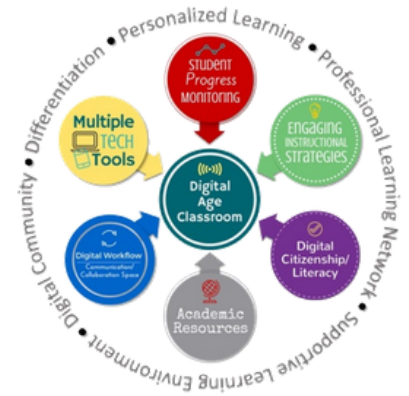 Digital Community • Differentiation • Personalized Learning • Professional Learning Network • Supportive Learning Environment •
STUDENT
Progress
MONITORING
Multiple
TECH
Tools
ENGAGING
INSTRUCTIONAL
STRATEGIES
Digital
Age
Classroom
Digital Workflow
Communication/
Collaboration Space
Digital
Citizenship/
Literacy
Academic
Resources